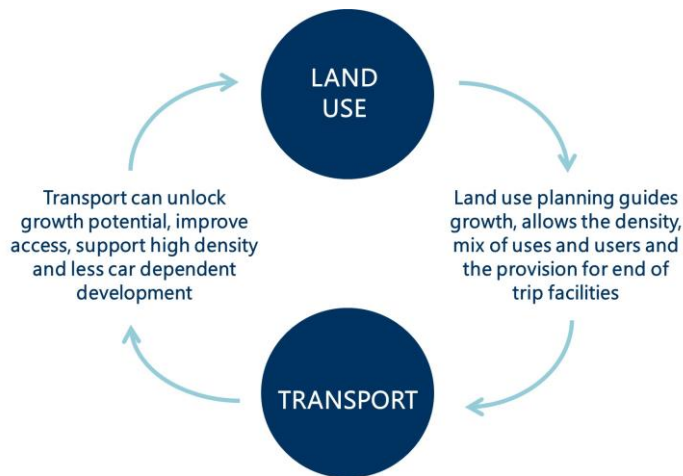 LAND
USE
Transport can unlock
growth potential, improve
access, support high density
and less car dependent
development
Land use planning guides
growth, allows the density,
mix of uses and users and
the provision for end of
trip facilities
TRANSPORT